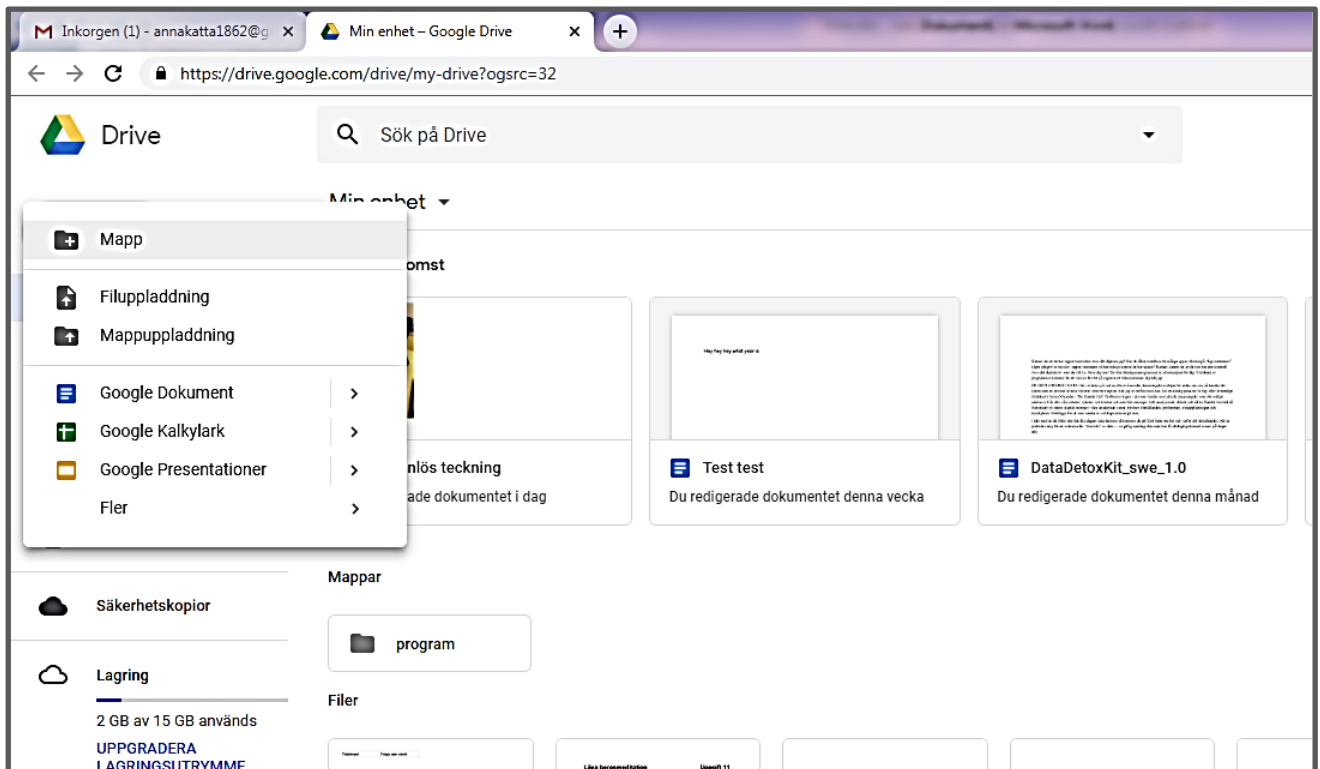 Inkorgen (1) - annakatta1862@g
Min enhet – Google Drive
https://drive.google.com/drive/my-drive?ogsrc=32
Drive
Sök på Drive
Min enhet
Mapp
Filuppladdning
Mappuppladdning
Google Dokument
Google Kalkylark
Google Presentationer
Fler
omst
nlös teckning
ade dokumentet i dag
Hey hey hey what your is
Test test
Du redigerade dokumentet denna vecka
DataDetoxKit_swe_1.0
Du redigerade dokumentet denna månad
Säkerhetskopior
Lagring
2 GB av 15 GB används
UPPGRADERA
LAGRINGSUTRYMME
Mappar
program
Filer
Uppgift 11